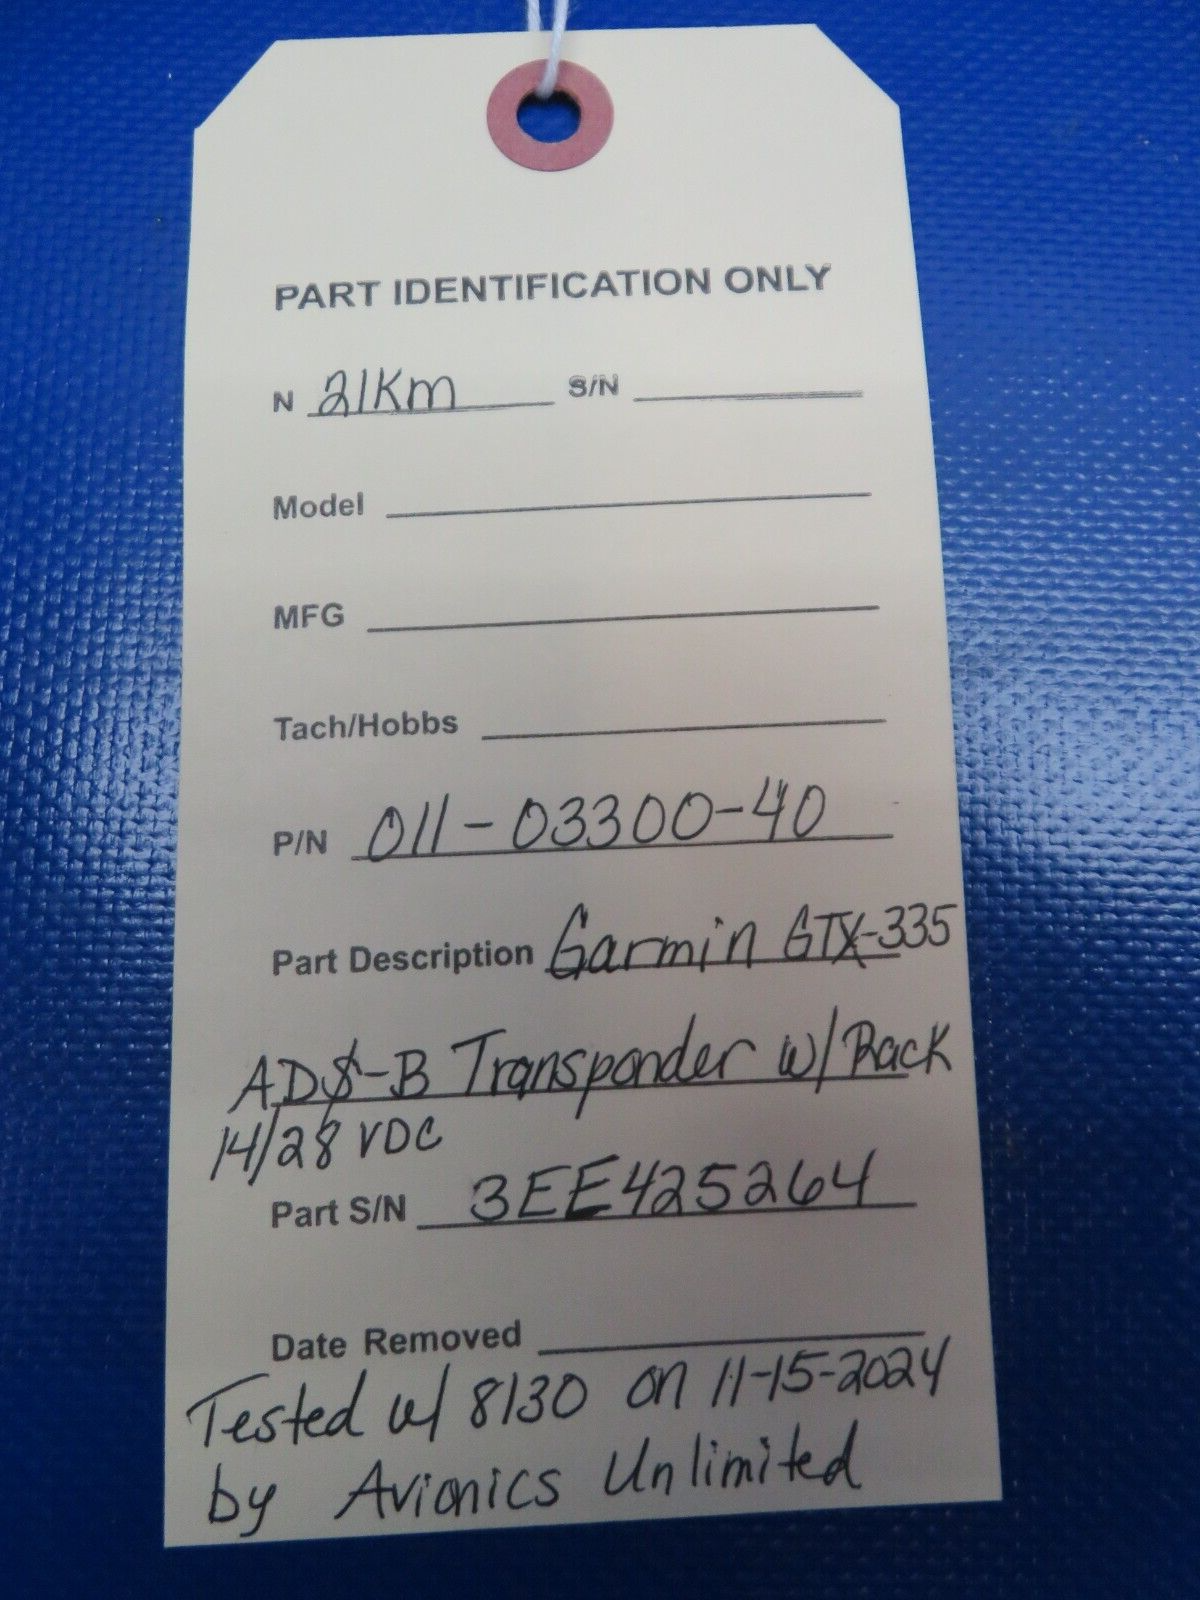 PART IDENTIFICATION ONLY
N 21KM S/N
Model
MFG
Tach/Hobbs
P/N 011-03300-40
Part Description Garmin GTX-335
ADS-B Transponder w/ Rack
14/28 VDC
Part S/N 3EE425264
Date Removed
Tested w/ 8130 on 11-15-2024
by Avionics Unlimited